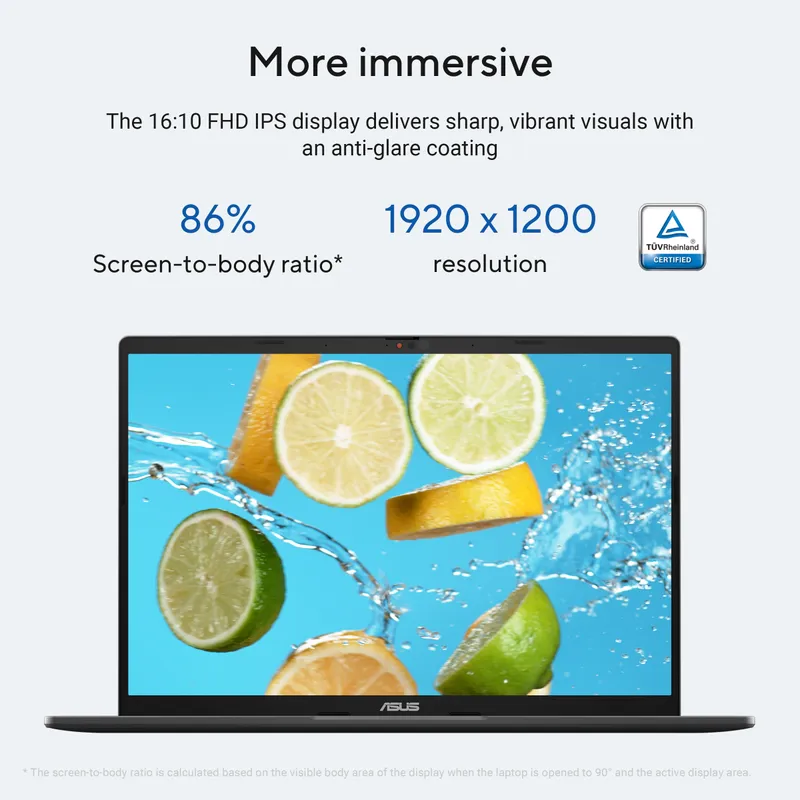 More immersive
The 16:10 FHD IPS display delivers sharp, vibrant visuals with
an anti-glare coating
86%
Screen-to-body ratio*
1920 x 1200
resolution
TÜVRheinland®
CERTIFIED
ASUS
* The screen-to-body ratio is calculated based on the visible body area of the display when the laptop is opened to 90° and the active display area.